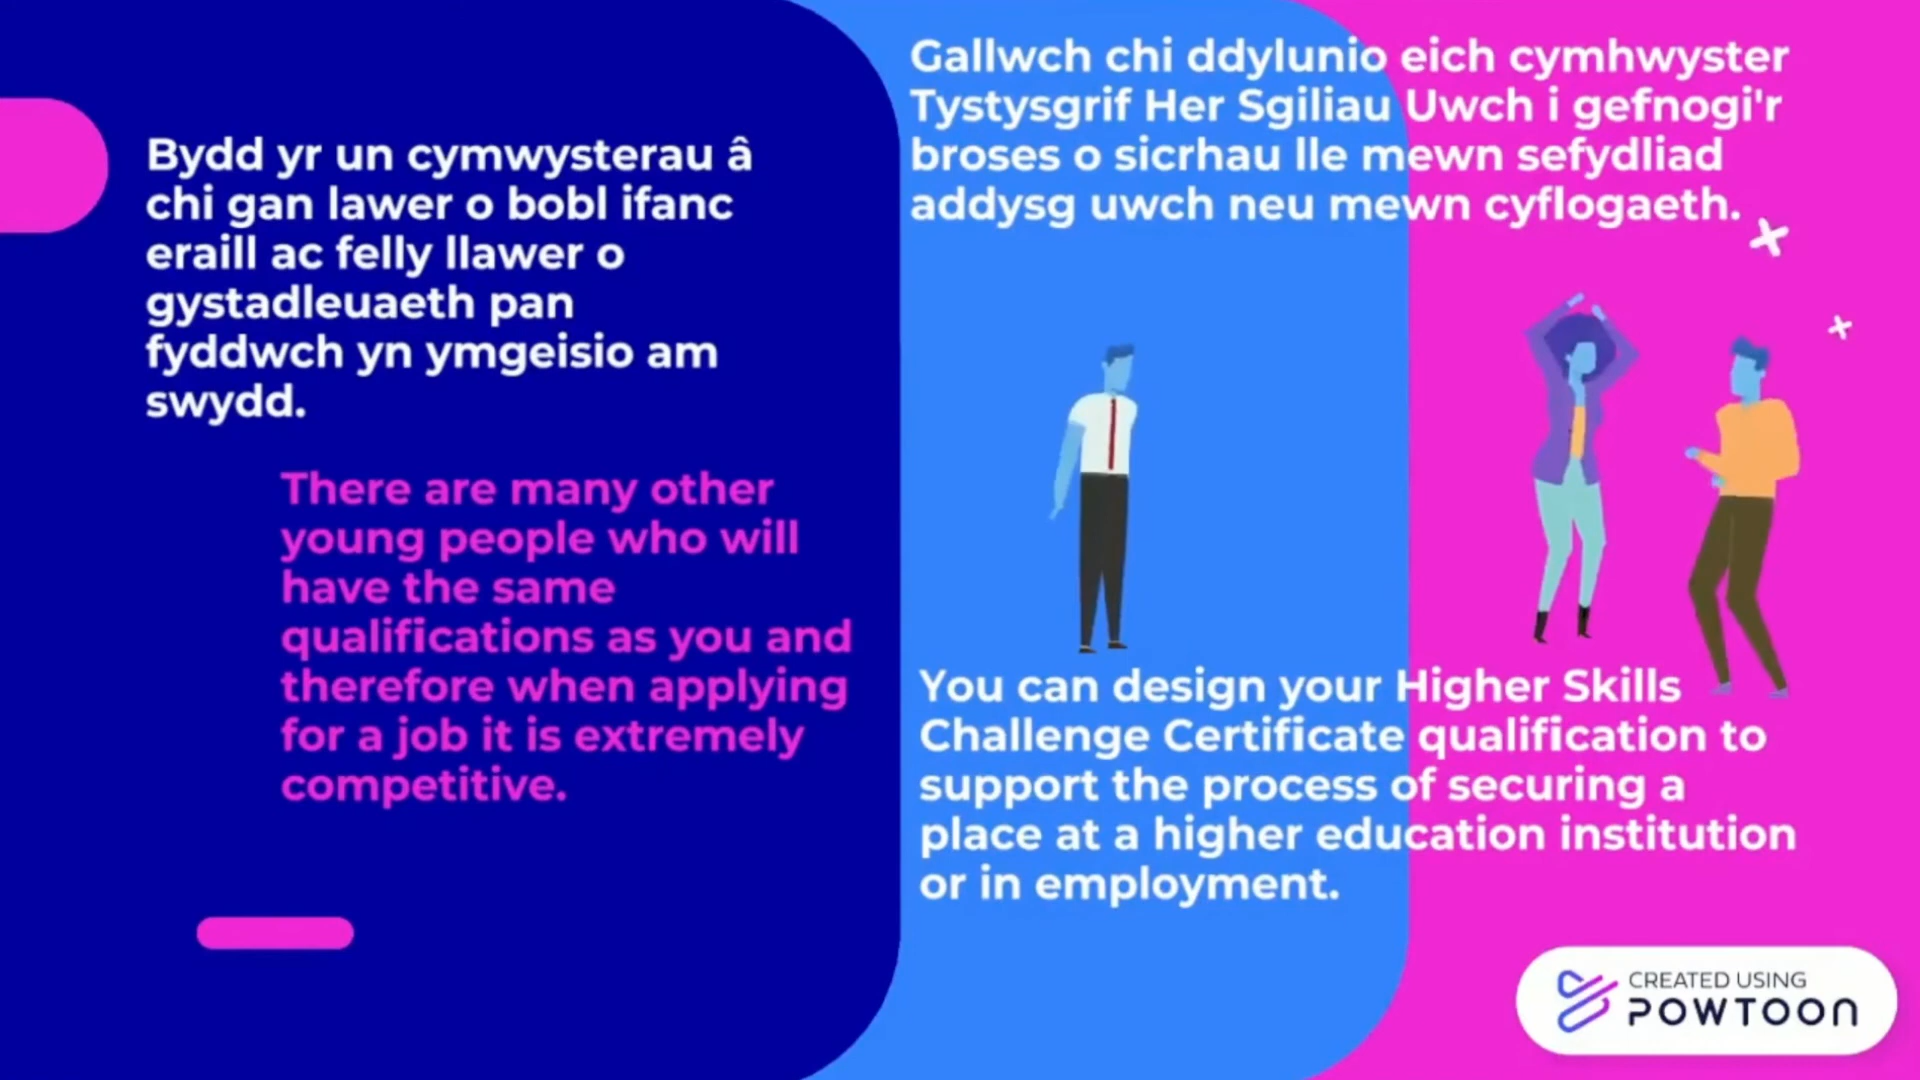 Bydd yr un cymwysterau â
chi gan lawer o bobl ifanc
eraill ac felly llawer o
gystadleuaeth pan
fyddwch yn ymgeisio am
swydd.
There are many other
young people who will
have the same
qualifications as you and
therefore when applying
for a job it is extremely
competitive.
Gallwch chi ddylunio eich cymhwyster
Tystysgrif Her Sgiliau Uwch i gefnogi'r
broses o sicrhau lle mewn sefydliad
addysg uwch neu mewn cyflogaeth.
You can design your Higher Skills
Challenge Certificate qualification to
support the process of securing a
place at a higher education institution
or in employment.
CREATED USING
POWTOON